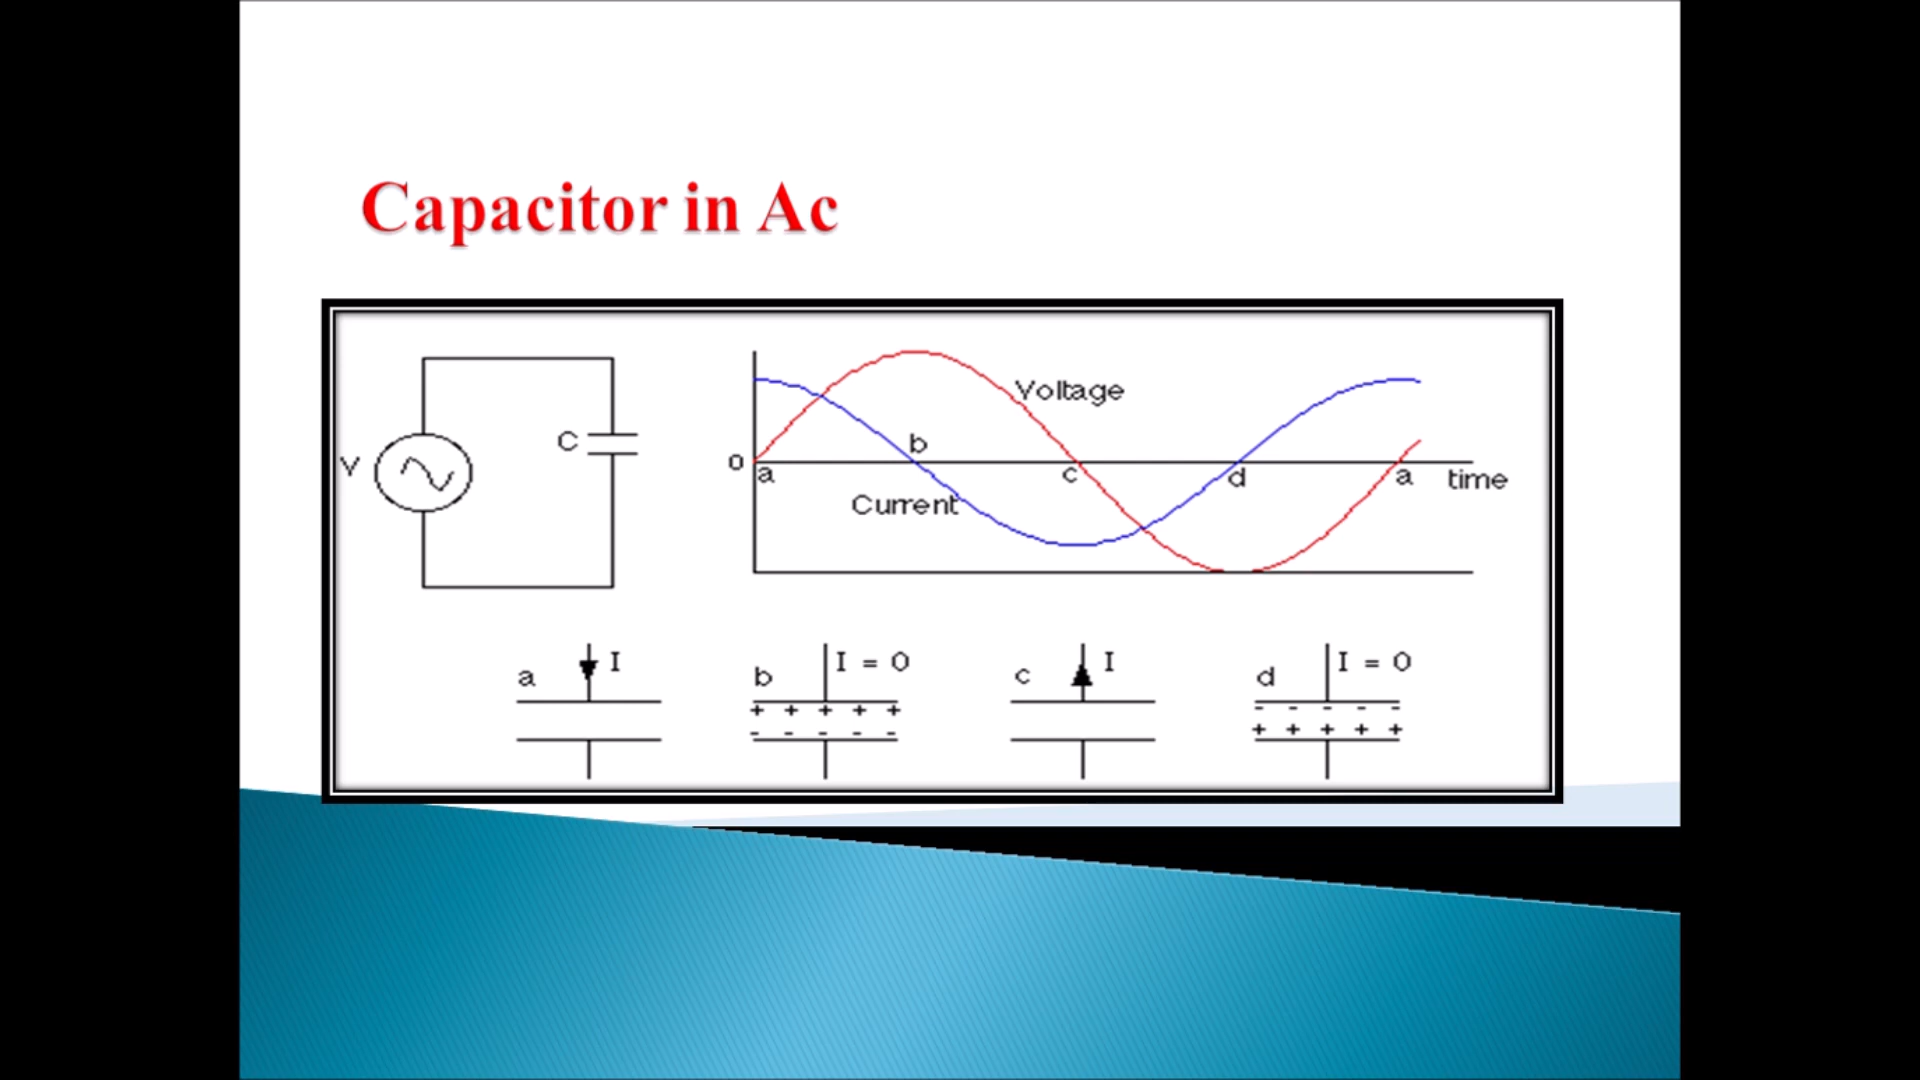 Capacitor in Ac
V
C
Voltage
b
0
a
c
d
a
time
Current
a
I
b
I = 0
+ + + + +
- - - - -
c
I
d
I = 0
- - - - -
+ + + + +